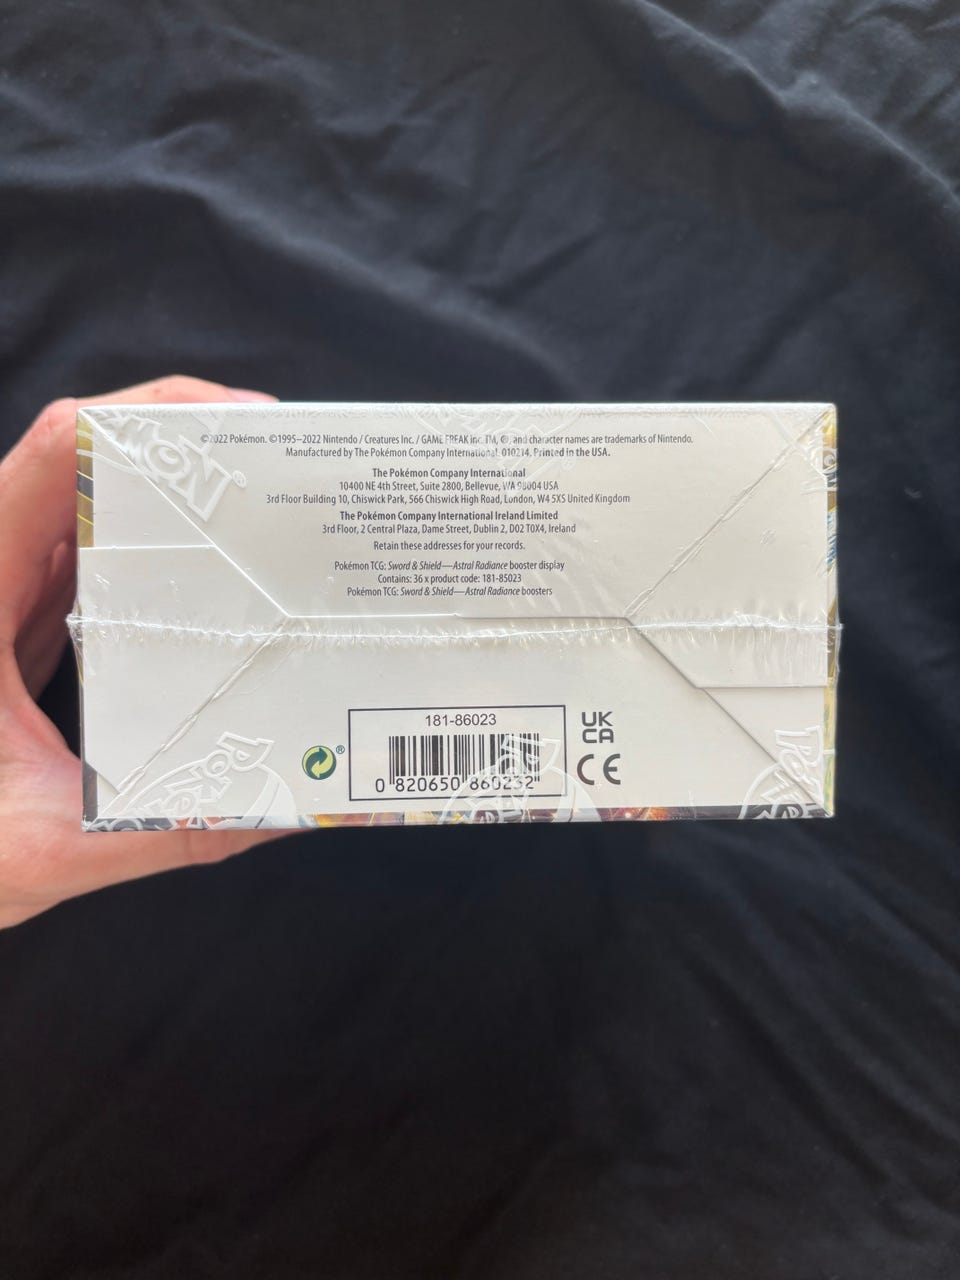 ©2022 Pokémon. ©1995–2022 Nintendo / Creatures Inc. / GAME FREAK inc. TM, ®, and character names are trademarks of Nintendo.
Manufactured by The Pokémon Company International. 010214. Printed in the USA.
The Pokémon Company International
10400 NE 4th Street, Suite 2800, Bellevue, WA 98004 USA
3rd Floor Building 10, Chiswick Park, 566 Chiswick High Road, London, W4 5XS United Kingdom
The Pokémon Company International Ireland Limited
3rd Floor, 2 Central Plaza, Dame Street, Dublin 2, D02 T0X4, Ireland
Retain these addresses for your records.
Pokémon TCG: Sword & Shield—Astral Radiance booster display
Contains: 36 x product code: 181-85023
Pokémon TCG: Sword & Shield—Astral Radiance boosters
181-86023
0 820650 860232
®
UK
CA
CE